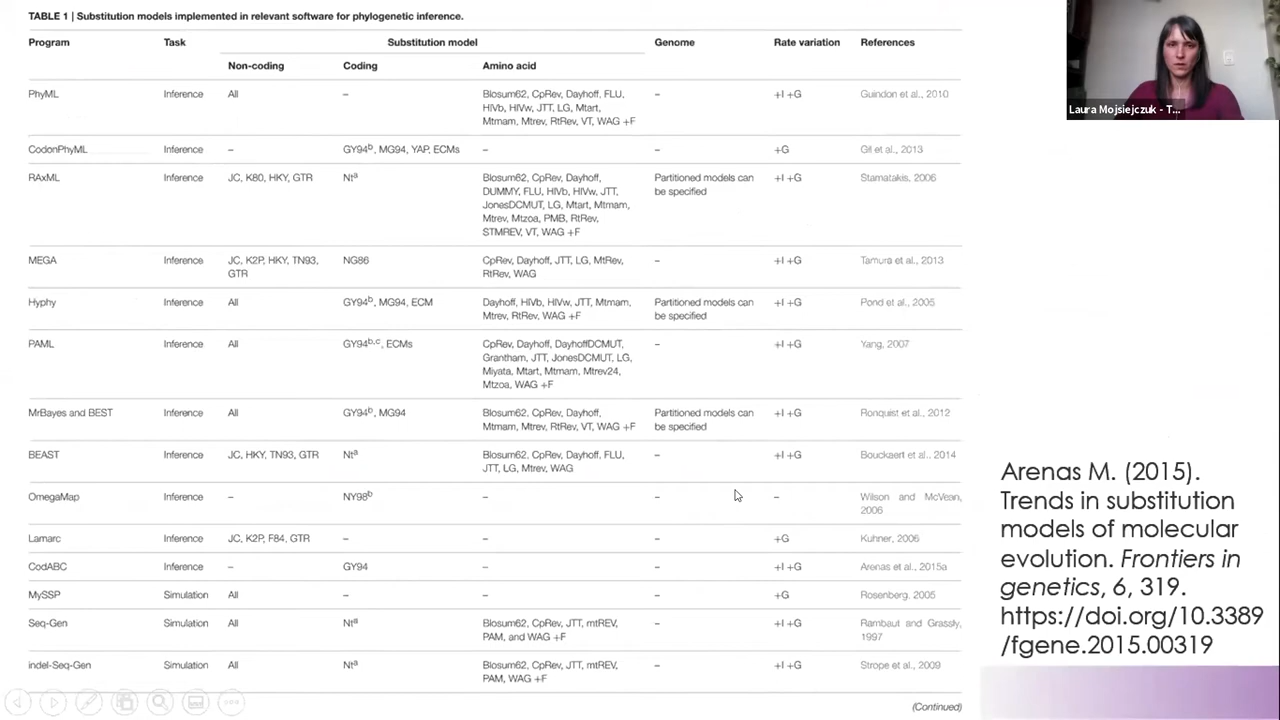 TABLE 1 | Substitution models implemented in relevant software for phylogenetic inference.
Program Task Substitution model Genome Rate variation References
Non-coding Coding Amino acid
PhyML Inference All – Blosum62, CpRev, Dayhoff, FLU, – +I +G Guindon et al., 2010
HIVb, HIVw, JTT, LG, Mtart,
Mtmam, Mtrev, RtRev, VT, WAG +F
CodonPhyML Inference – GY94b, MG94, YAP, ECMs – – +G Gil et al., 2013
RAxML Inference JC, K80, HKY, GTR Nta Blosum62, CpRev, Dayhoff, Partitioned models can +I +G Stamatakis, 2006
DUMMY, FLU, HIVb, HIVw, JTT, be specified
JonesDCMUT, LG, Mtart, Mtmam,
Mtrev, Mtzoa, PMB, RtRev,
STMREV, VT, WAG +F
MEGA Inference JC, K2P, HKY, TN93, NG86 CpRev, Dayhoff, JTT, LG, MtRev, – +I +G Tamura et al., 2013
GTR RtRev, WAG
Hyphy Inference All GY94b, MG94, ECM Dayhoff, HIVb, HIVw, JTT, Mtmam, Partitioned models can +I +G Pond et al., 2005
Mtrev, RtRev, WAG +F be specified
PAML Inference All GY94b,c, ECMs CpRev, Dayhoff, DayhoffDCMUT, – +I +G Yang, 2007
Grantham, JTT, JonesDCMUT, LG,
Miyata, Mtart, Mtmam, Mtrev24,
Mtzoa, WAG +F
MrBayes and BEST Inference All GY94b, MG94 Blosum62, CpRev, Dayhoff, Partitioned models can +I +G Ronquist et al., 2012
Mtmam, Mtrev, RtRev, VT, WAG +F be specified
BEAST Inference JC, HKY, TN93, GTR Nta Blosum62, CpRev, Dayhoff, FLU, – +I +G Bouckaert et al., 2014
JTT, LG, Mtrev, WAG
OmegaMap Inference – NY98b – – – Wilson and McVean,
2006
Lamarc Inference JC, K2P, F84, GTR – – – +G Kuhner, 2006
CodABC Inference – GY94 – – +I +G Arenas et al., 2015a
MySSP Simulation All – – – +G Rosenberg, 2005
Seq-Gen Simulation All Nta Blosum62, CpRev, JTT, mtREV, – +I +G Rambaut and Grassly,
PAM, and WAG +F 1997
indel-Seq-Gen Simulation All Nta Blosum62, CpRev, JTT, mtREV, – +I +G Strope et al., 2009
PAM, WAG +F
(Continued)
Laura Mojsiejczuk - T...
Arenas M. (2015).
Trends in substitution
models of molecular
evolution. Frontiers in
genetics, 6, 319.
https://doi.org/10.3389
/fgene.2015.00319